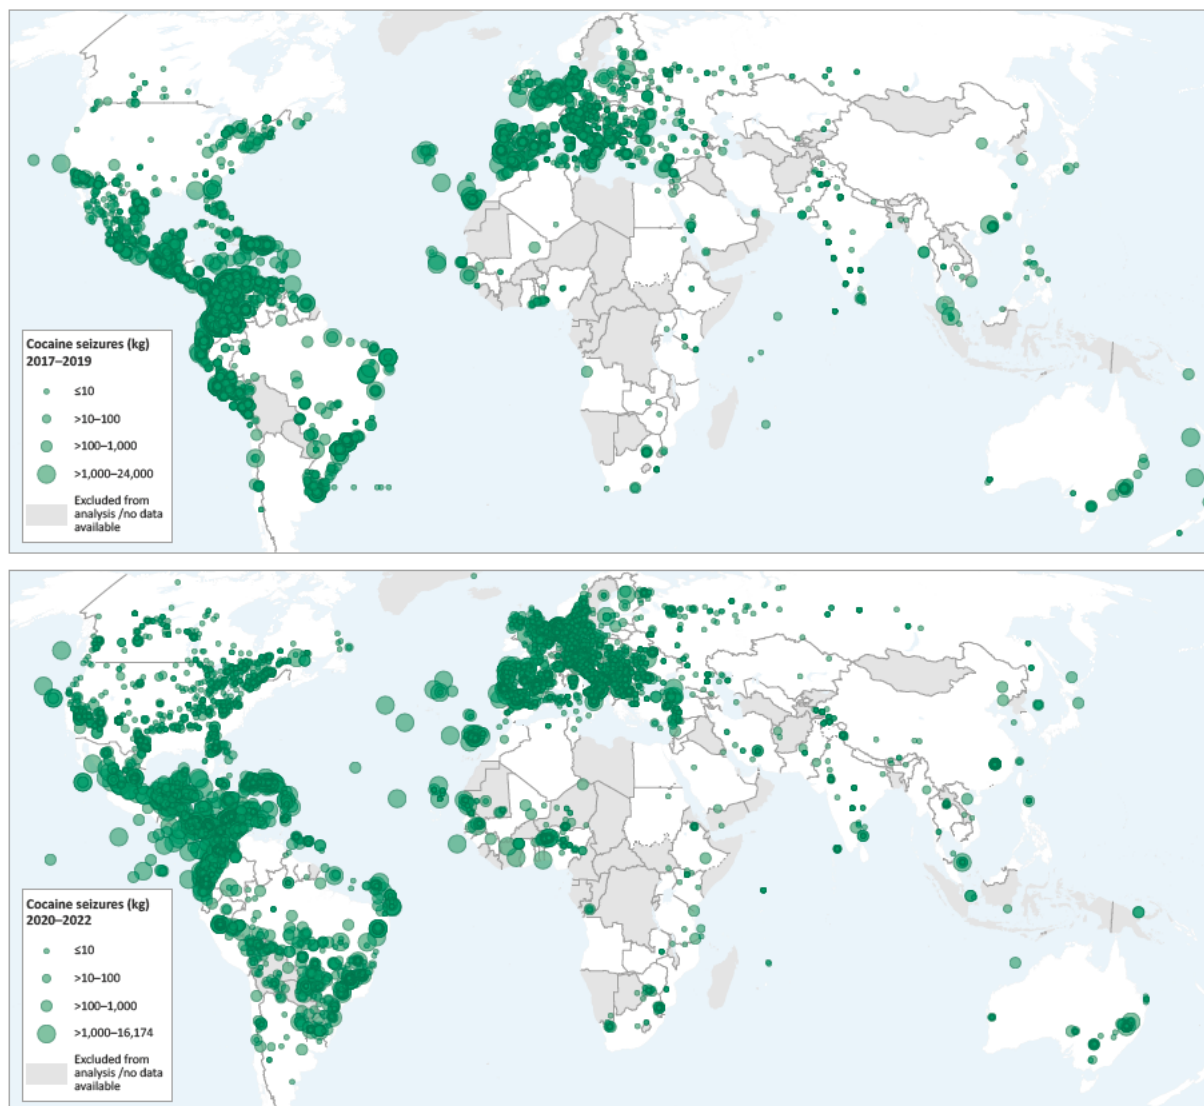 Cocaine seizures (kg)
2017–2019
≤10
>10–100
>100–1,000
>1,000–24,000
Excluded from
analysis /no data
available
Cocaine seizures (kg)
2020–2022
≤10
>10–100
>100–1,000
>1,000–16,174
Excluded from
analysis /no data
available